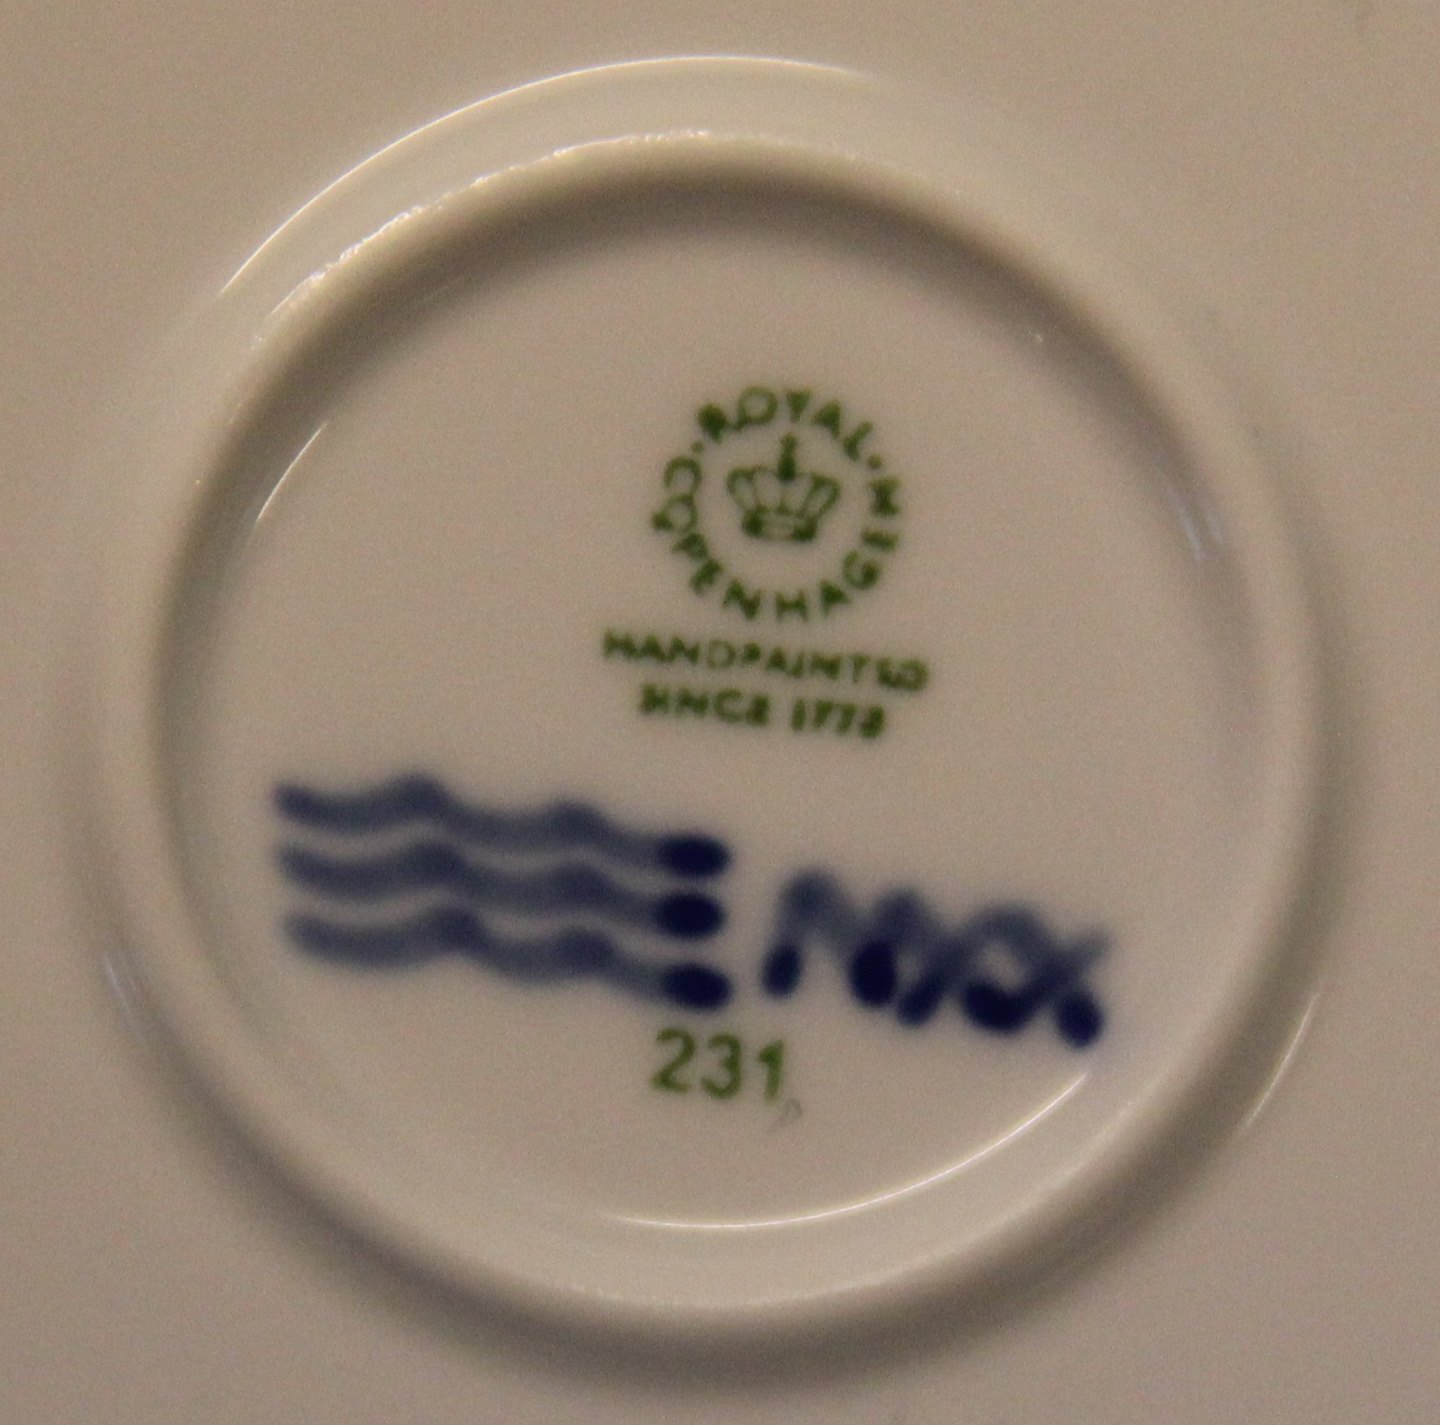 ROYAL · COPENHAGEN ·
HANDPAINTED
SINCE 1775
231